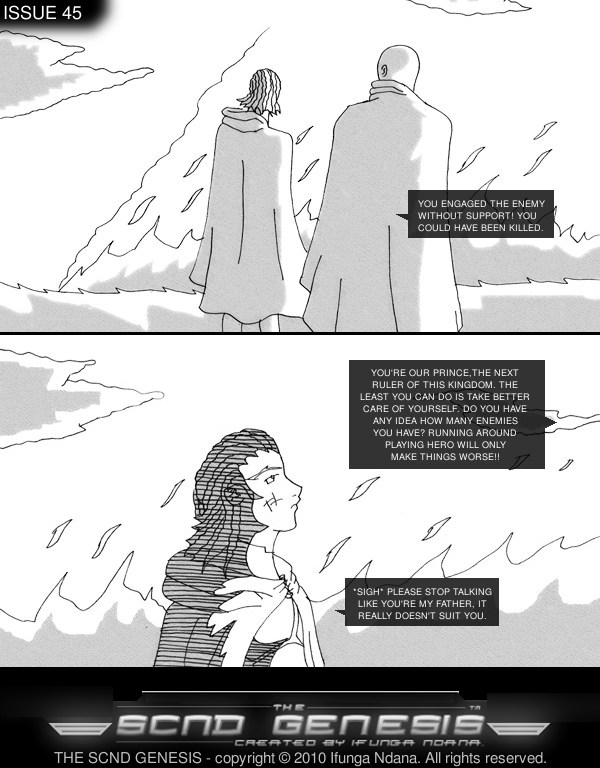 ISSUE 45
YOU ENGAGED THE ENEMY
WITHOUT SUPPORT! YOU
COULD HAVE BEEN KILLED.
YOU'RE OUR PRINCE,THE NEXT
RULER OF THIS KINGDOM. THE
LEAST YOU CAN DO IS TAKE BETTER
CARE OF YOURSELF. DO YOU HAVE
ANY IDEA HOW MANY ENEMIES
YOU HAVE? RUNNING AROUND
PLAYING HERO WILL ONLY
MAKE THINGS WORSE!!
*SIGH* PLEASE STOP TALKING
LIKE YOU'RE MY FATHER, IT
REALLY DOESN'T SUIT YOU.
THE ™
SCND GENESIS
CREATED BY IFUNGA NDANA.
THE SCND GENESIS - copyright © 2010 Ifunga Ndana. All rights reserved.